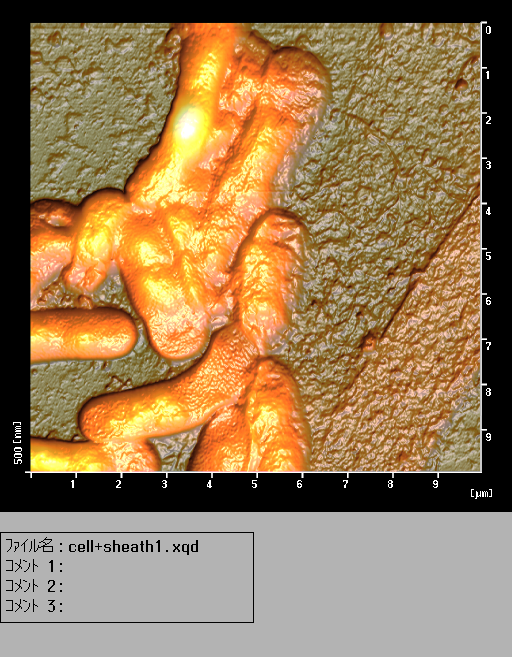 0
1
2
3
4
5
6
7
8
9
500 [nm]
1 2 3 4 5 6 7 8 9
[µm]
ﾌｧｲﾙ名 : cell+sheath1.xqd
ｺﾒﾝﾄ 1:
ｺﾒﾝﾄ 2:
ｺﾒﾝﾄ 3: